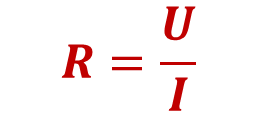 R = U / I